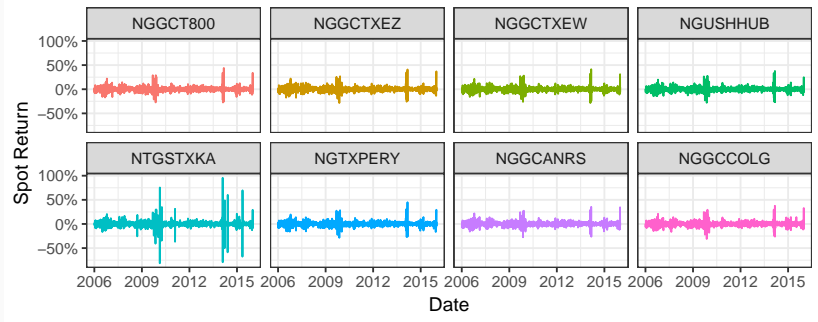 NGGCT800 NGGCTXEZ NGGCTXEW NGUSHHUB
100%
50%
0%
−50%
NTGSTXKA NGTXPERY NGGCANRS NGGCCOLG
100%
50%
0%
−50%
2006 2009 2012 2015 2006 2009 2012 2015 2006 2009 2012 2015 2006 2009 2012 2015
Date
Spot Return